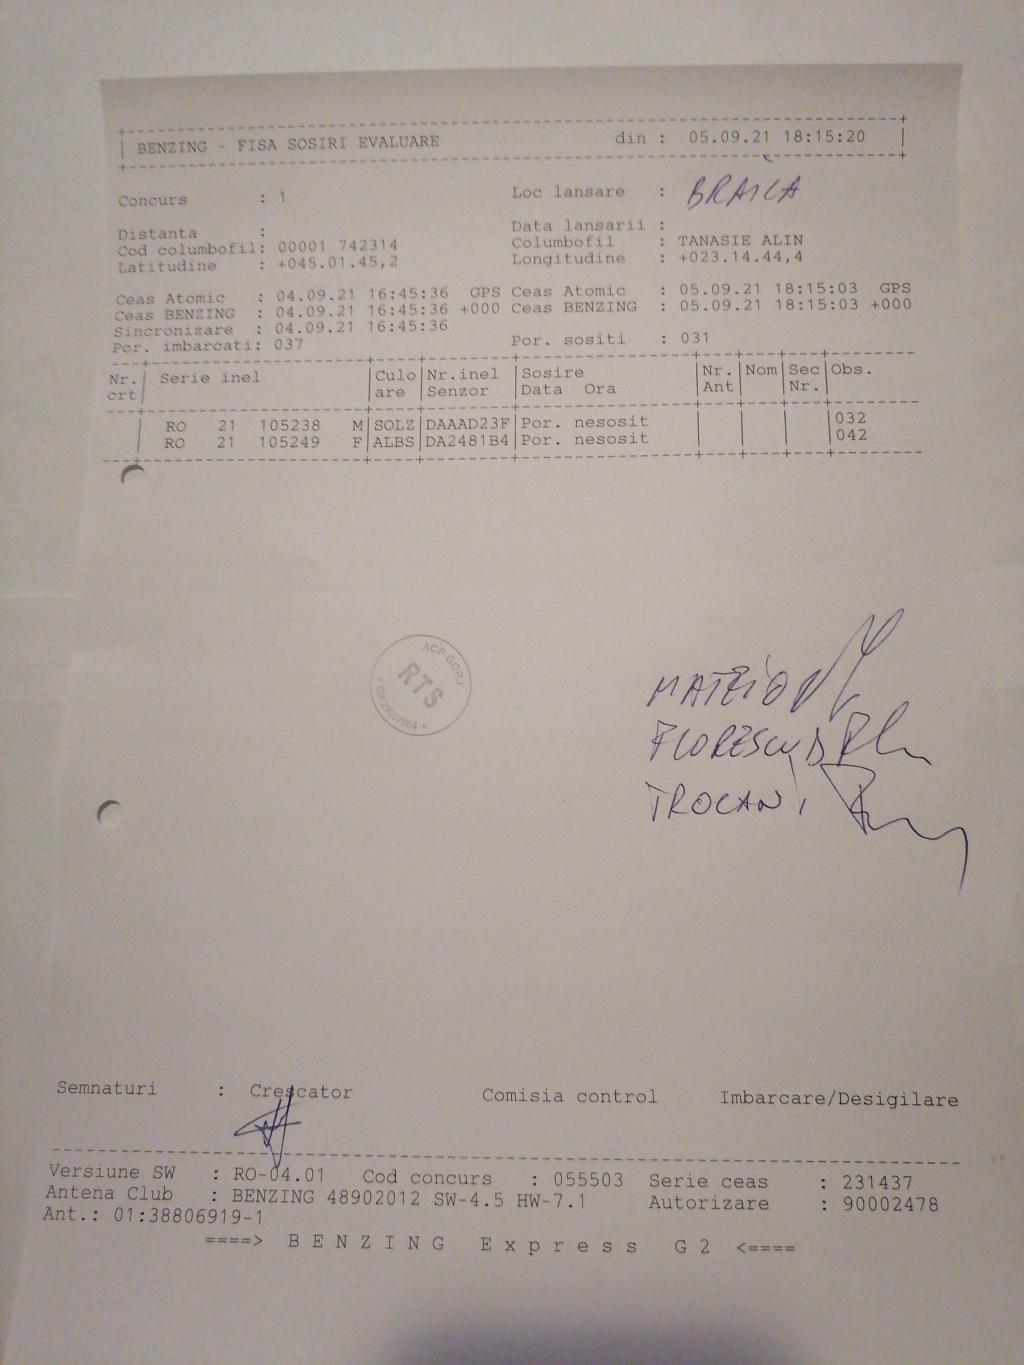 +--------------------------------------------------------------------------------+
| BENZING - FISA SOSIRI EVALUARE din : 05.09.21 18:15:20 |
+--------------------------------------------------------------------------------+
Concurs : 1 Loc lansare : BRAILA
Distanta : Data lansarii :
Cod columbofil: 00001 742314 Columbofil : TANASIE ALIN
Latitudine : +045.01.45,2 Longitudine : +023.14.44,4
Ceas Atomic : 04.09.21 16:45:36 GPS Ceas Atomic : 05.09.21 18:15:03 GPS
Ceas BENZING : 04.09.21 16:45:36 +000 Ceas BENZING : 05.09.21 18:15:03 +000
Sincronizare : 04.09.21 16:45:36
Por. imbarcati: 037 Por. sositi : 031
Nr.| Serie inel |Culo|Nr.inel |Sosire |Nr.|Nom|Sec|Obs.
crt| |are |Senzor |Data Ora |Ant| |Nr.|
| RO 21 105238 M|SOLZ|DAAAD23F|Por. nesosit | | | |032
| RO 21 105249 F|ALBS|DA2481B4|Por. nesosit | | | |042
ACP GORJ
RTS
FLORESCU
TROCAN I
Semnaturi : Crescator Comisia control Imbarcare/Desigilare
Versiune SW : RO-04.01 Cod concurs : 055503 Serie ceas : 231437
Antena Club : BENZING 48902012 SW-4.5 HW-7.1 Autorizare : 90002478
Ant.: 01:38806919-1
====> B E N Z I N G E x p r e s s G 2 <====